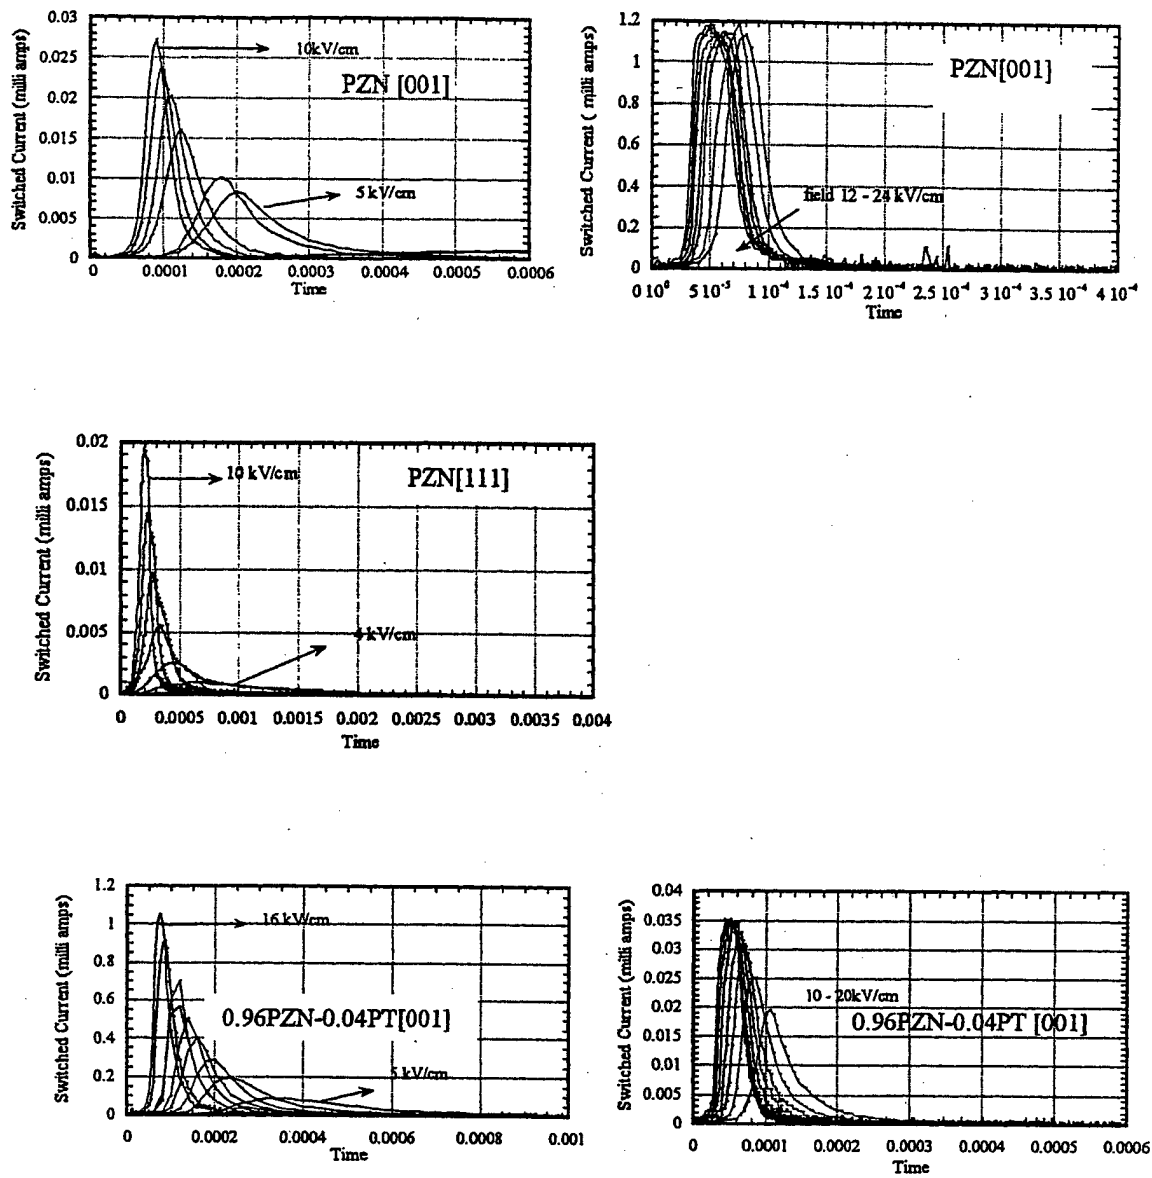 Switched Current (milli amps)
0.03
0.025
0.02
0.015
0.01
0.005
0
10kV/cm
PZN [001]
5 kV/cm
0 0.0001 0.0002 0.0003 0.0004 0.0005 0.0006
Time
Switched Current ( milli amps)
1.2
1
0.8
0.6
0.4
0.2
0
PZN[001]
field 12 - 24 kV/cm
0 10⁰ 5 10⁻⁵ 1 10⁻⁴ 1.5 10⁻⁴ 2 10⁻⁴ 2.5 10⁻⁴ 3 10⁻⁴ 3.5 10⁻⁴ 4 10⁻⁴
Time
Switched Current (milli amps)
0.02
0.015
0.01
0.005
0
10 kV/cm
PZN[111]
4 kV/cm
0 0.0005 0.001 0.0015 0.002 0.0025 0.003 0.0035 0.004
Time
Switched Current (milli amps)
1.2
1
0.8
0.6
0.4
0.2
0
16 kV/cm
0.96PZN-0.04PT[001]
5 kV/cm
0 0.0002 0.0004 0.0006 0.0008 0.001
Time
Switched Current (milli amps)
0.04
0.035
0.03
0.025
0.02
0.015
0.01
0.005
0
10 - 20kV/cm
0.96PZN-0.04PT [001]
0 0.0001 0.0002 0.0003 0.0004 0.0005 0.0006
Time